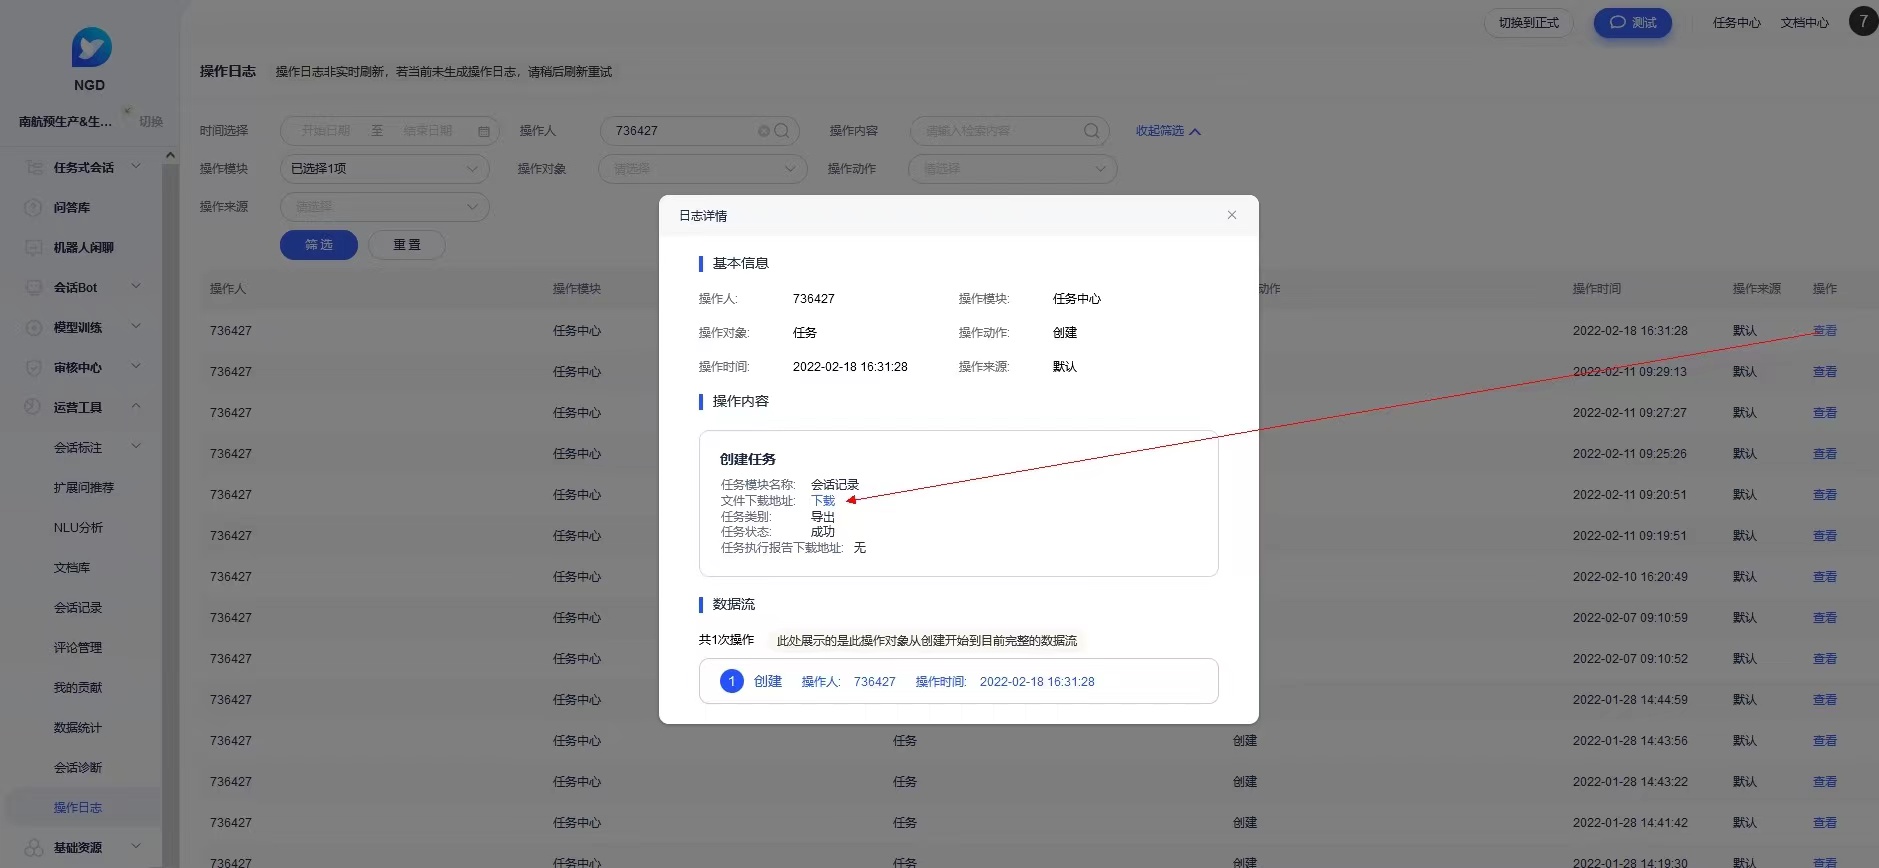 切换到正式 测试 任务中心 文档中心 7
NGD
南航预生产&生... 切换
任务式会话
问答库
机器人闲聊
会话Bot
模型训练
审核中心
运营工具
会话标注
扩展问推荐
NLU分析
文档库
会话记录
评论管理
我的贡献
数据统计
会话诊断
操作日志
基础资源
操作日志 操作日志非实时刷新，若当前未生成操作日志，请稍后刷新重试
时间选择 开始日期 至 结束日期 操作人 736427 操作内容 请输入检索内容 收起筛选
操作模块 已选择1项 操作对象 请选择 操作动作 请选择
操作来源 请选择
筛选 重置
操作人 操作模块 动作 操作时间 操作来源 操作
736427 任务中心 2022-02-18 16:31:28 默认 查看
736427 任务中心 2022-02-11 09:29:13 默认 查看
736427 任务中心 2022-02-11 09:27:27 默认 查看
736427 任务中心 2022-02-11 09:25:26 默认 查看
736427 任务中心 2022-02-11 09:20:51 默认 查看
736427 任务中心 2022-02-11 09:19:51 默认 查看
736427 任务中心 2022-02-10 16:20:49 默认 查看
736427 任务中心 2022-02-07 09:10:59 默认 查看
736427 任务中心 2022-02-07 09:10:52 默认 查看
736427 任务中心 2022-01-28 14:44:59 默认 查看
736427 任务中心 任务 创建 2022-01-28 14:43:56 默认 查看
736427 任务中心 任务 创建 2022-01-28 14:43:22 默认 查看
736427 任务中心 任务 创建 2022-01-28 14:41:42 默认 查看
736427 任务中心 任务 创建 2022-01-28 14:19:30 默认 查看
日志详情
基本信息
操作人: 736427 操作模块: 任务中心
操作对象: 任务 操作动作: 创建
操作时间: 2022-02-18 16:31:28 操作来源: 默认
操作内容
创建任务
任务模块名称: 会话记录
文件下载地址: 下载
任务类别: 导出
任务状态: 成功
任务执行报告下载地址: 无
数据流
共1次操作 此处展示的是此操作对象从创建开始到目前完整的数据流
1 创建 操作人: 736427 操作时间: 2022-02-18 16:31:28